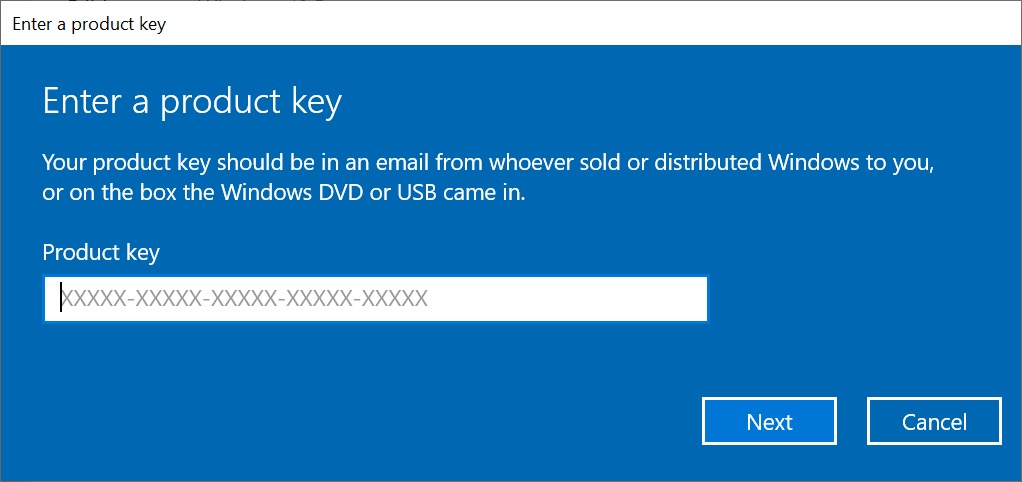 Enter a product key
Enter a product key
Your product key should be in an email from whoever sold or distributed Windows to you,
or on the box the Windows DVD or USB came in.
Product key
XXXXX-XXXXX-XXXXX-XXXXX-XXXXX
Next
Cancel